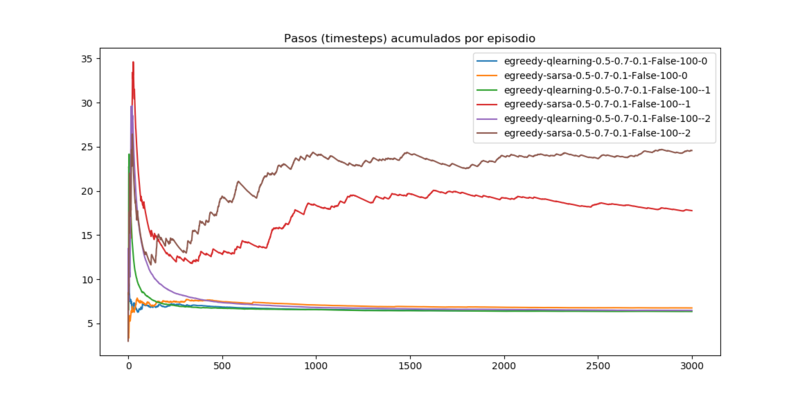 Pasos (timesteps) acumulados por episodio
35
30
25
20
15
10
5
egreedy-qlearning-0.5-0.7-0.1-False-100-0
egreedy-sarsa-0.5-0.7-0.1-False-100-0
egreedy-qlearning-0.5-0.7-0.1-False-100--1
egreedy-sarsa-0.5-0.7-0.1-False-100--1
egreedy-qlearning-0.5-0.7-0.1-False-100--2
egreedy-sarsa-0.5-0.7-0.1-False-100--2
0 500 1000 1500 2000 2500 3000